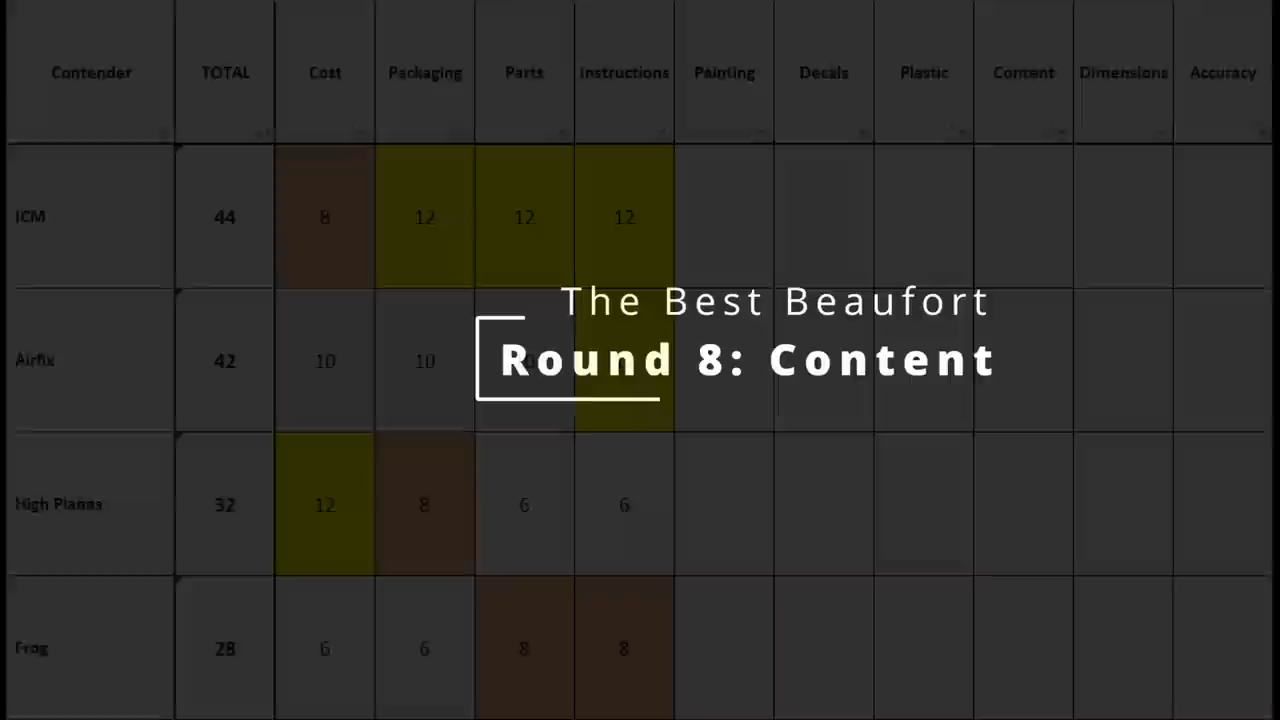 Contender TOTAL Cost Packaging Parts Instructions Painting Decals Plastic Content Dimensions Accuracy
ICM 44 8 12 12 12
The Best Beaufort
Airfix 42 10 10
Round 8: Content
High Planes 32 12 8 6 6
Frog 28 6 6 8 8